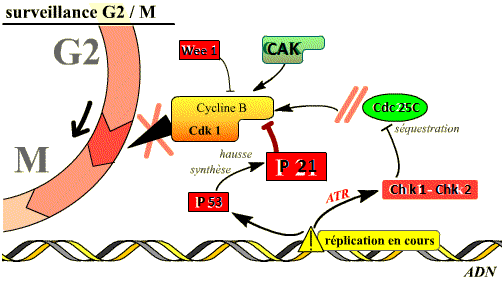 surveillance G2 / M
G2
Wee 1
CAK
Cycline B
Cdk 1
Cdc 25C
séquestration
M
hausse
synthèse
P 21
P 53
ATR
Chk 1 - Chk 2
réplication en cours
ADN